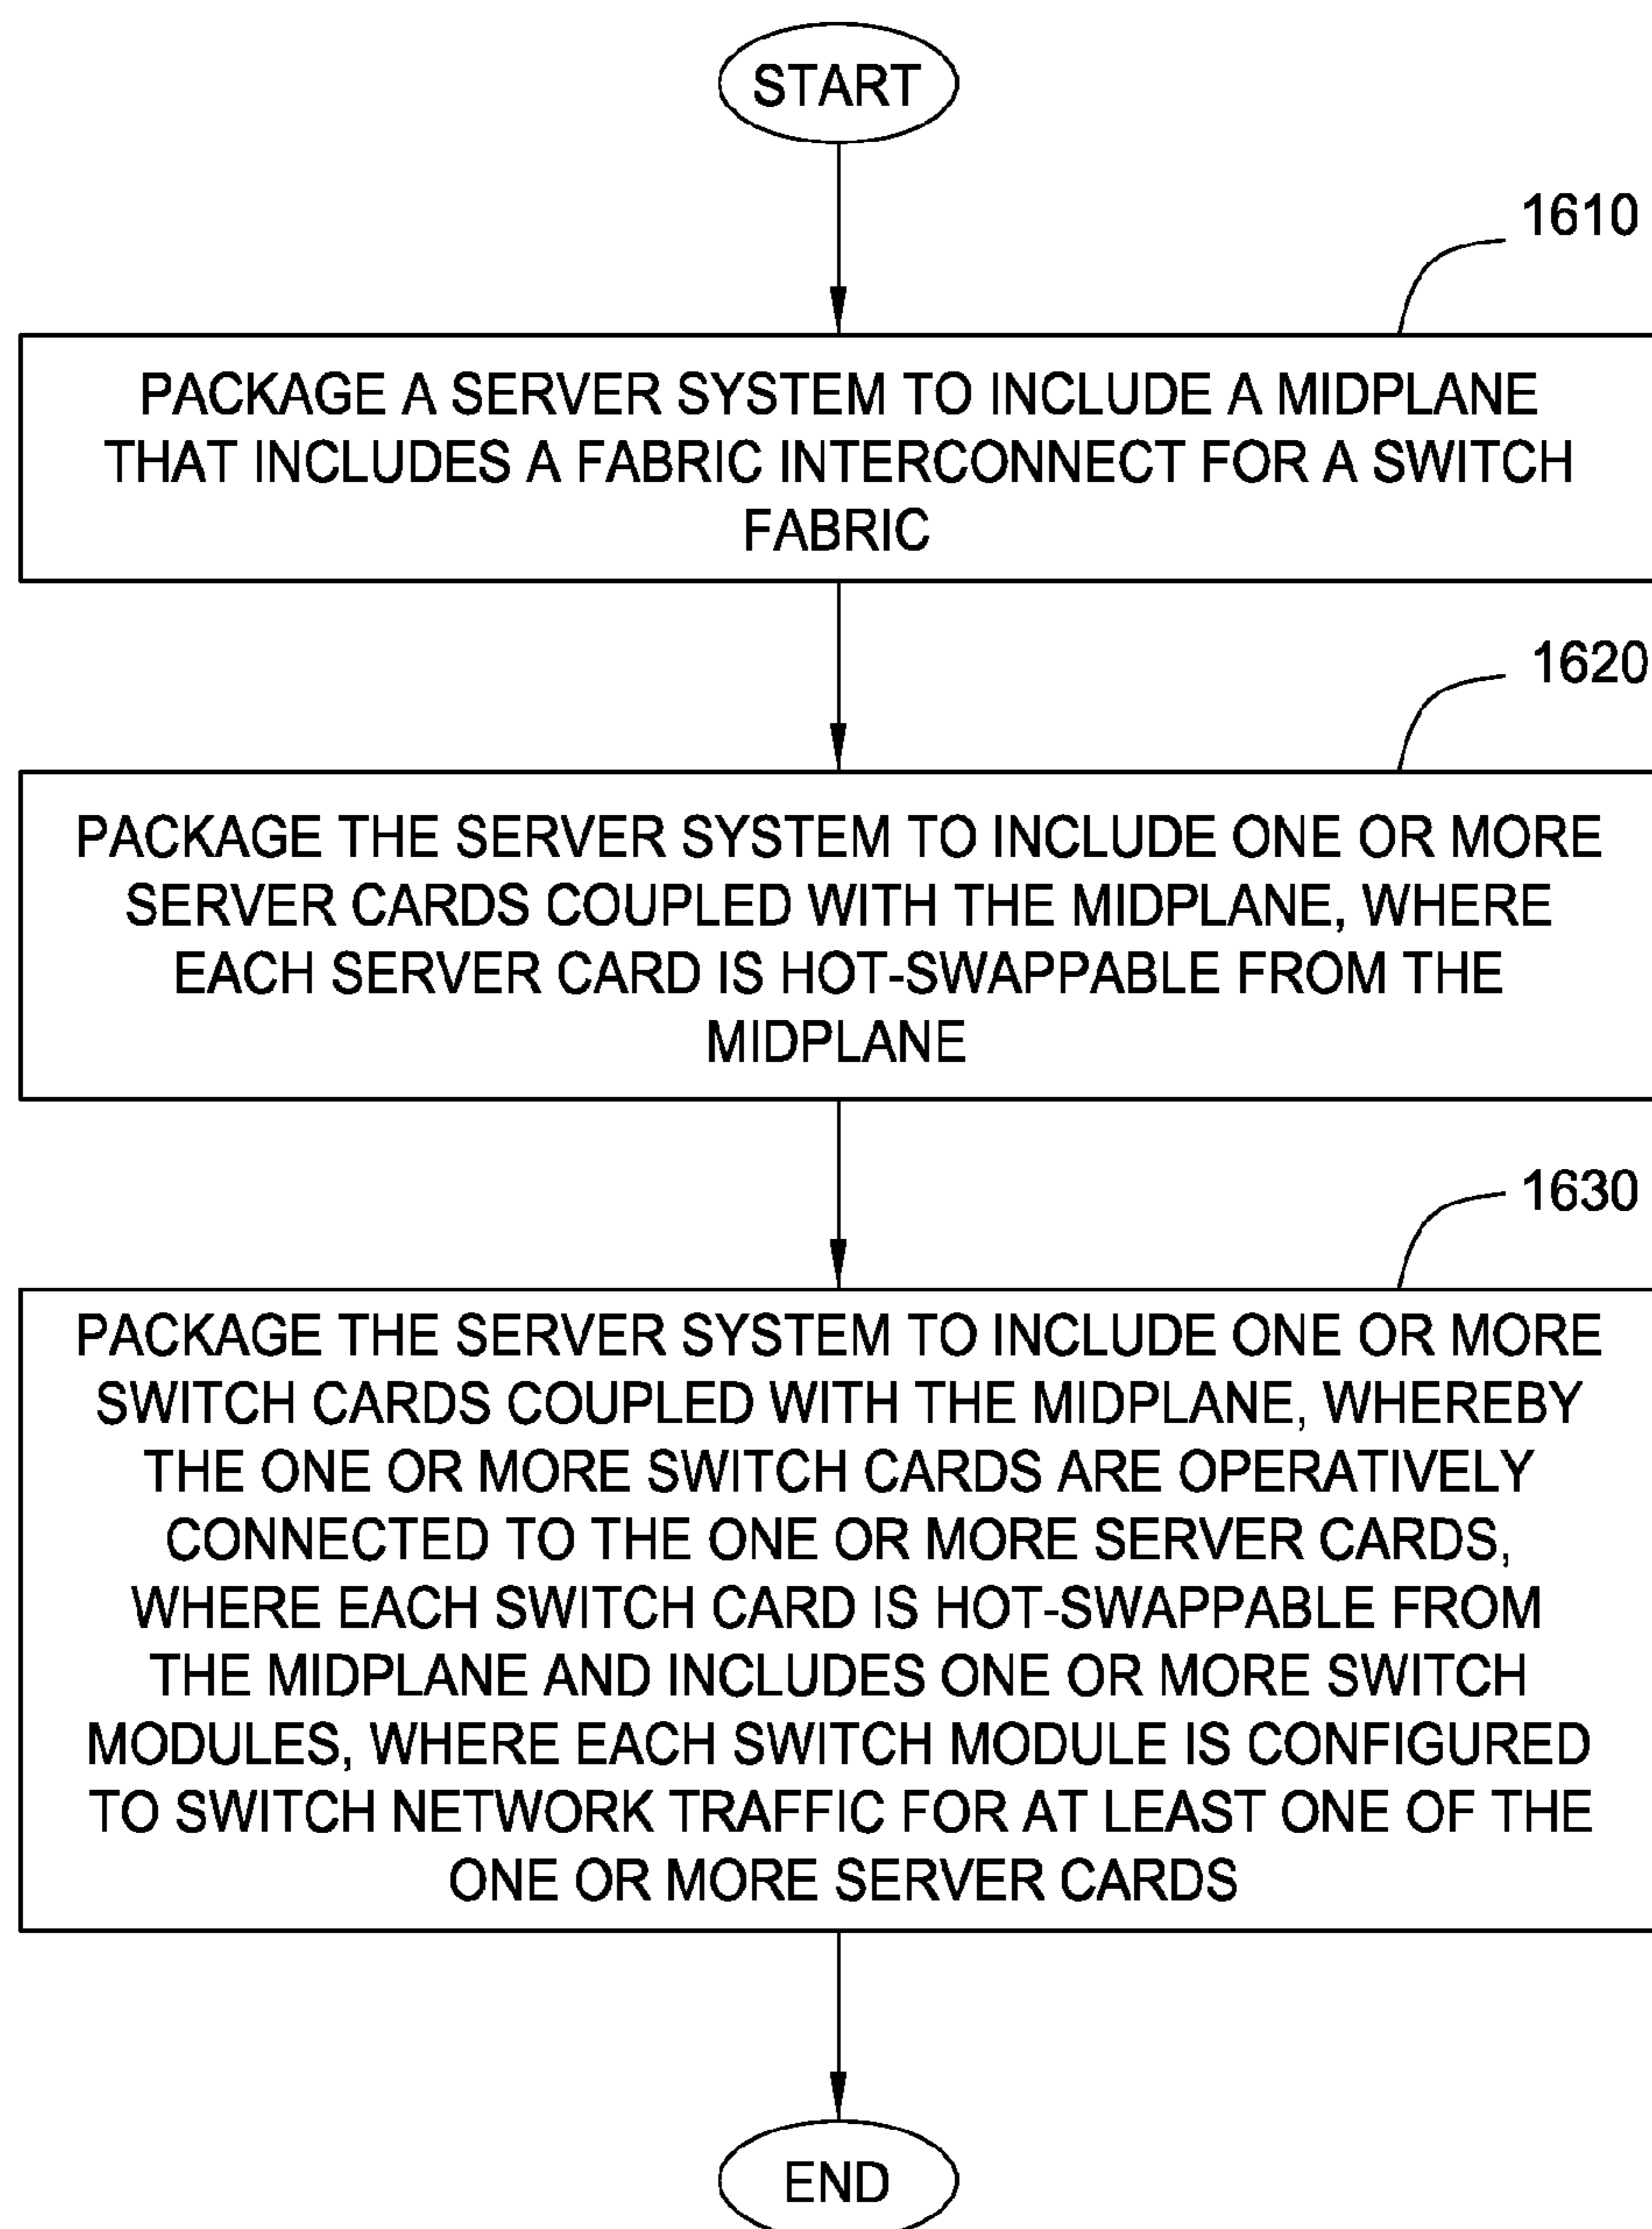 START
1610
PACKAGE A SERVER SYSTEM TO INCLUDE A MIDPLANE
THAT INCLUDES A FABRIC INTERCONNECT FOR A SWITCH
FABRIC
1620
PACKAGE THE SERVER SYSTEM TO INCLUDE ONE OR MORE
SERVER CARDS COUPLED WITH THE MIDPLANE, WHERE
EACH SERVER CARD IS HOT-SWAPPABLE FROM THE
MIDPLANE
1630
PACKAGE THE SERVER SYSTEM TO INCLUDE ONE OR MORE
SWITCH CARDS COUPLED WITH THE MIDPLANE, WHEREBY
THE ONE OR MORE SWITCH CARDS ARE OPERATIVELY
CONNECTED TO THE ONE OR MORE SERVER CARDS,
WHERE EACH SWITCH CARD IS HOT-SWAPPABLE FROM
THE MIDPLANE AND INCLUDES ONE OR MORE SWITCH
MODULES, WHERE EACH SWITCH MODULE IS CONFIGURED
TO SWITCH NETWORK TRAFFIC FOR AT LEAST ONE OF THE
ONE OR MORE SERVER CARDS
END